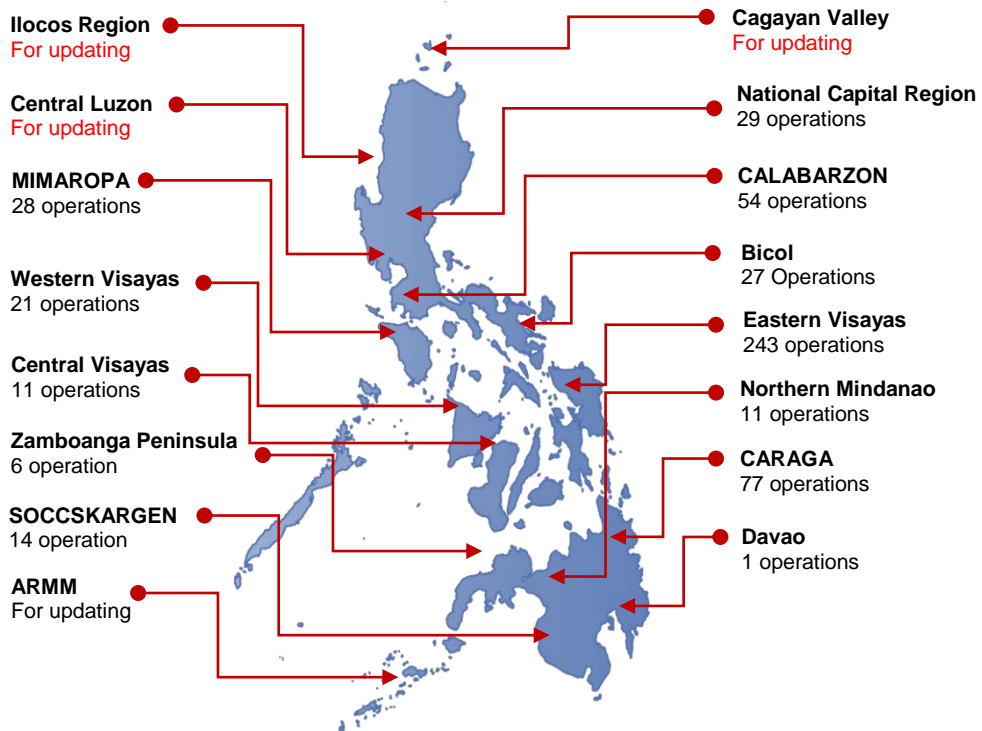 Ilocos Region
For updating
Central Luzon
For updating
MIMAROPA
28 operations
Western Visayas
21 operations
Central Visayas
11 operations
Zamboanga Peninsula
6 operation
SOCCSKARGEN
14 operation
ARMM
For updating
Cagayan Valley
For updating
National Capital Region
29 operations
CALABARZON
54 operations
Bicol
27 Operations
Eastern Visayas
243 operations
Northern Mindanao
11 operations
CARAGA
77 operations
Davao
1 operations